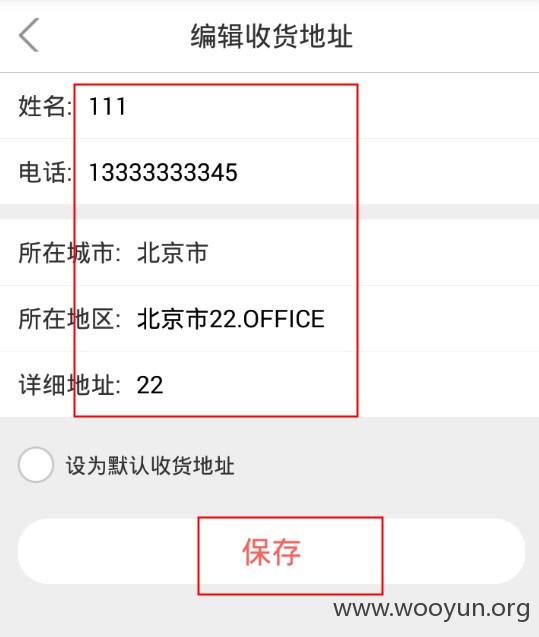 编辑收货地址
姓名: 111
电话: 13333333345
所在城市: 北京市
所在地区: 北京市22.OFFICE
详细地址: 22
设为默认收货地址
保存
www.wooyun.org